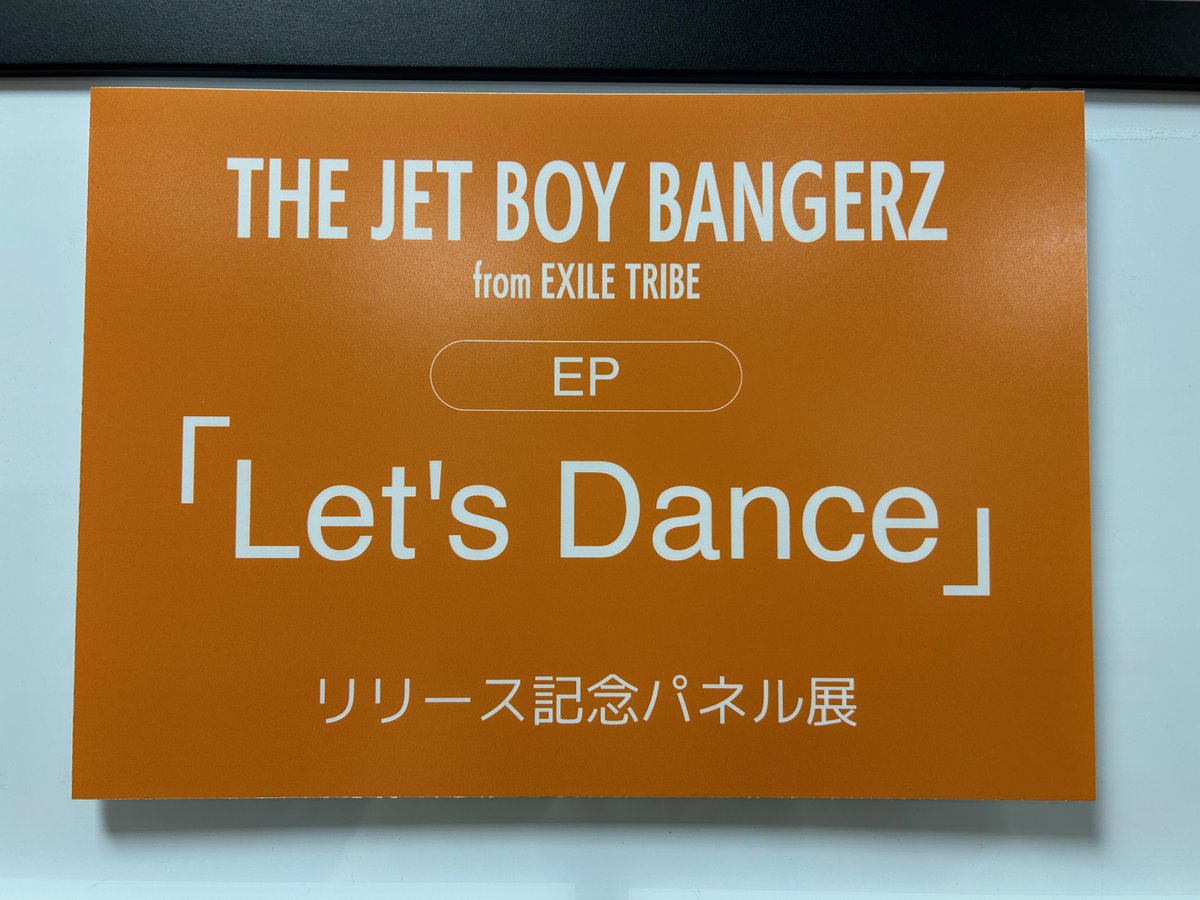 THE JET BOY BANGERZ
from EXILE TRIBE
EP
「Let's Dance」
リリース記念パネル展